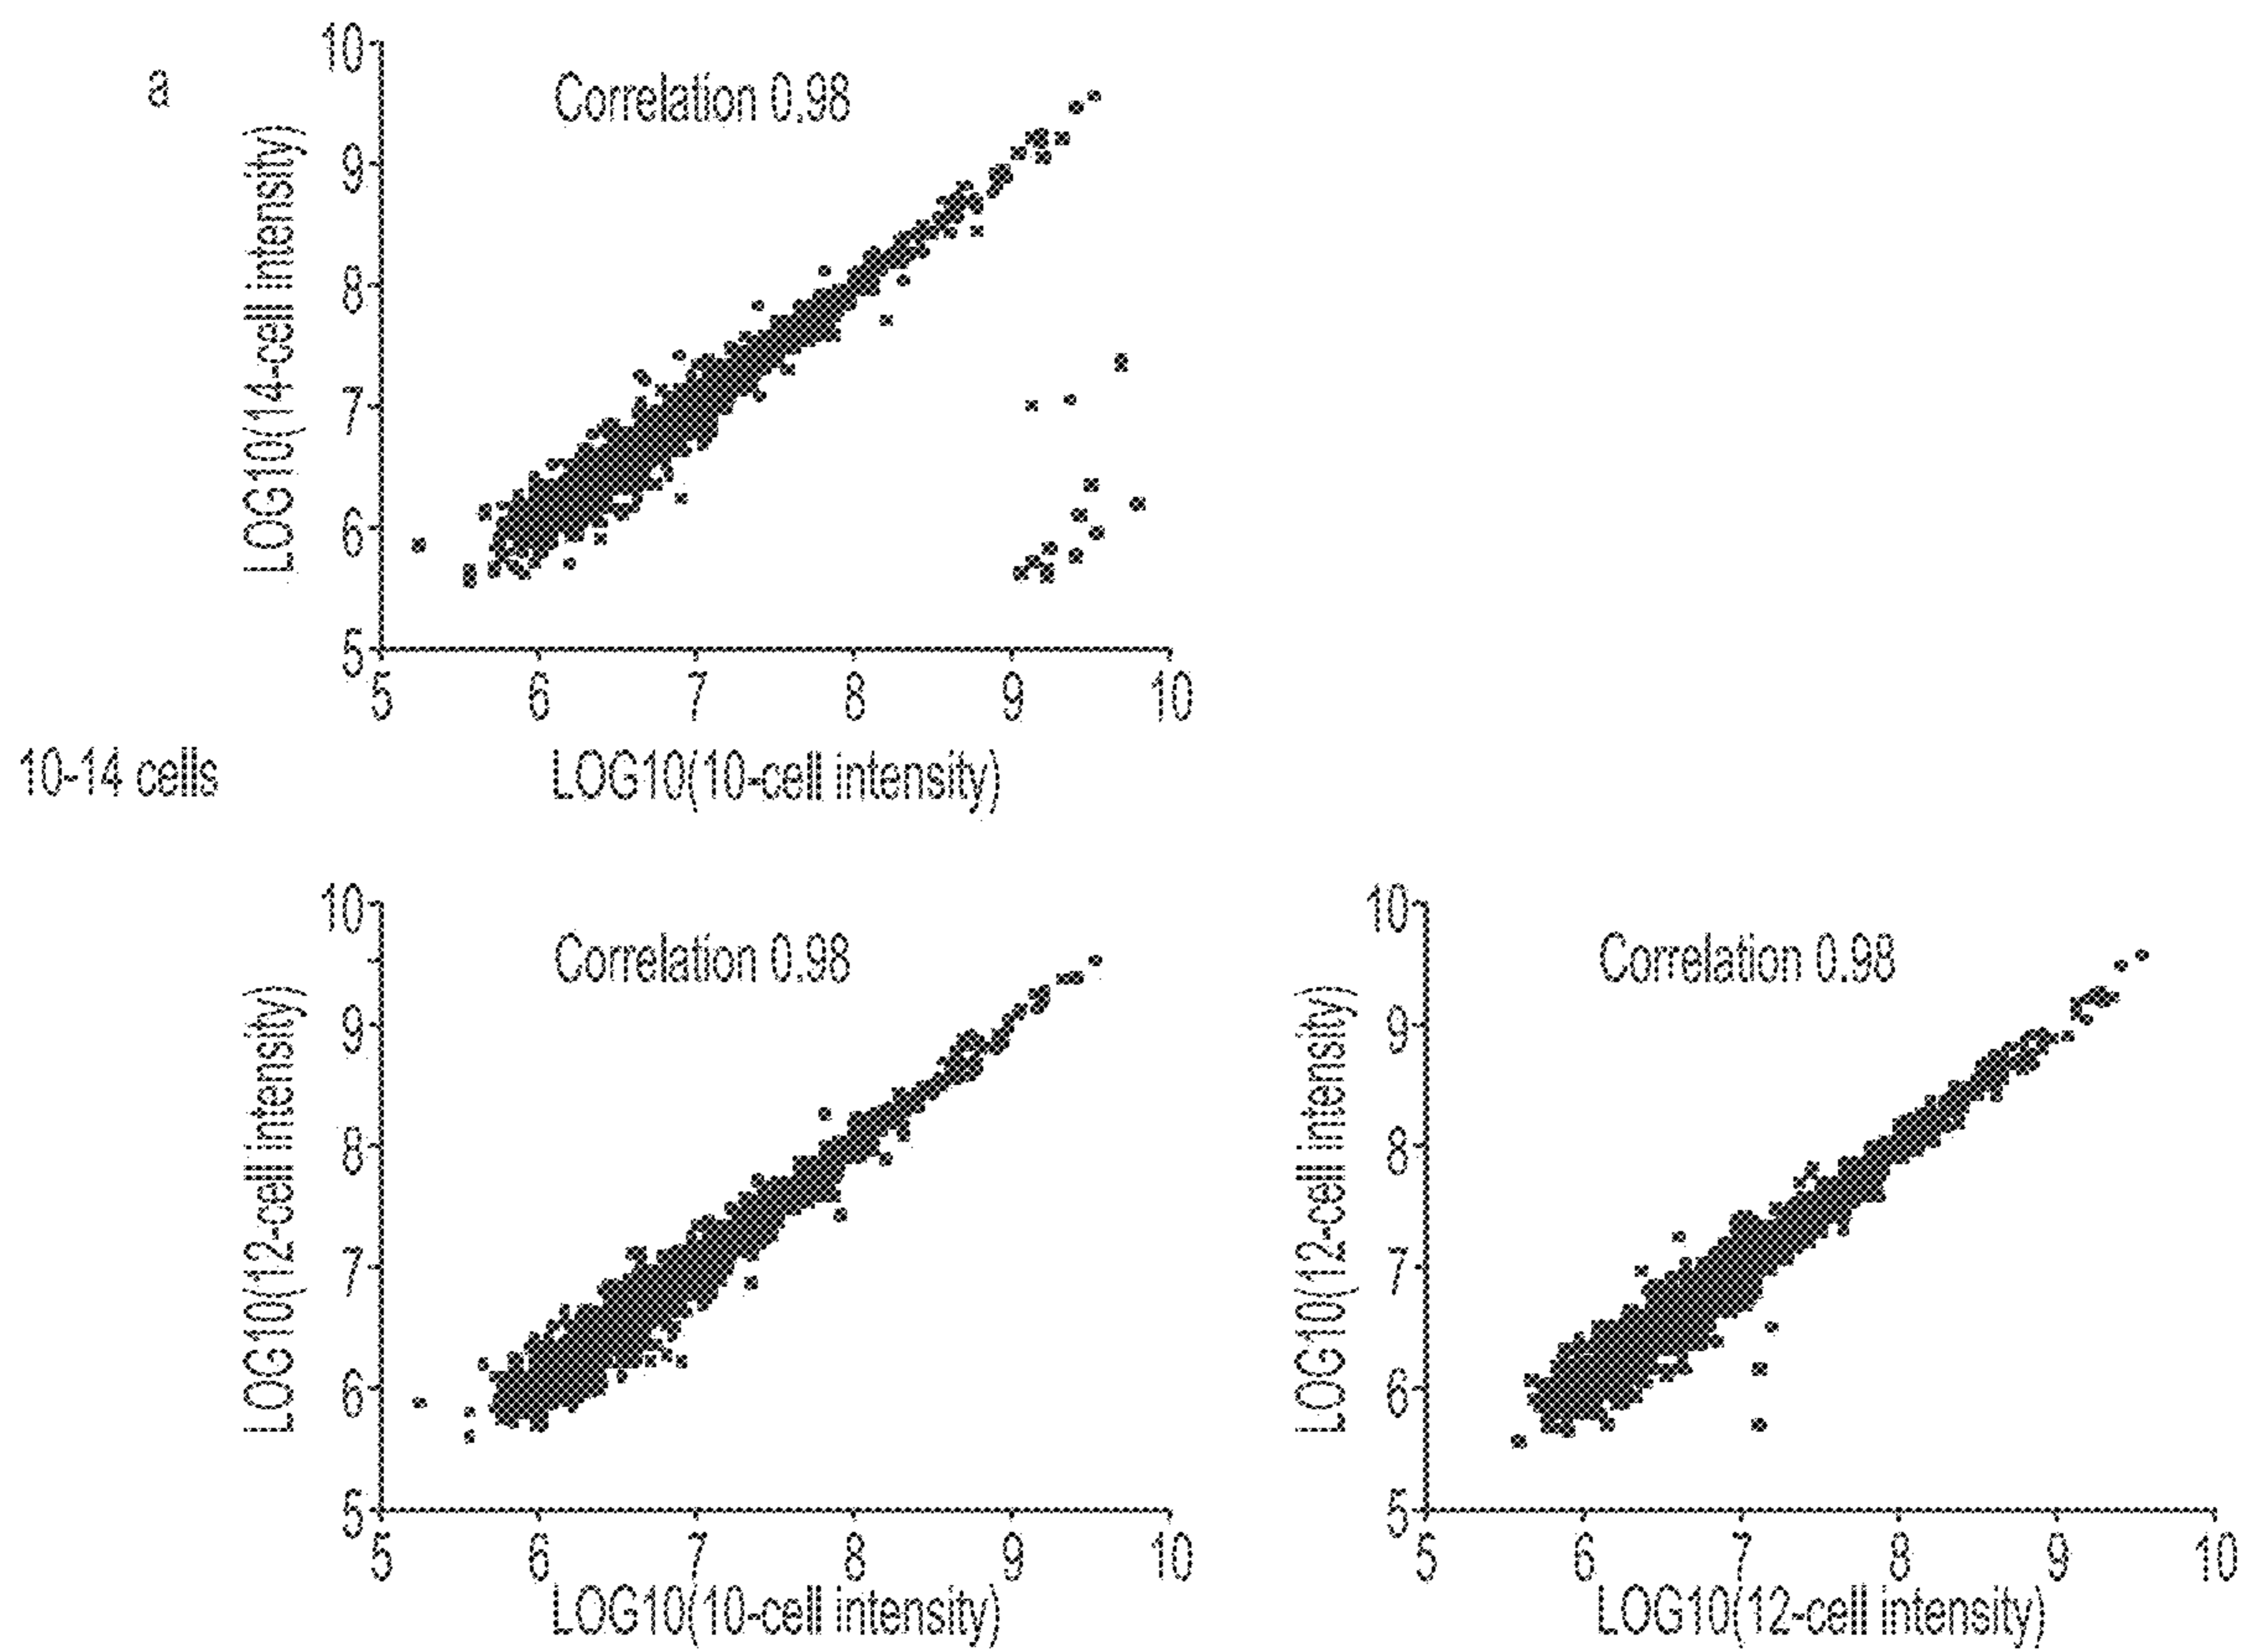 a
Correlation 0.98
LOG10(14-cell intensity)
10
9
8
7
6
5
5 6 7 8 9 10
LOG10(10-cell intensity)
10-14 cells
Correlation 0.98
LOG10(12-cell intensity)
10
9
8
7
6
5
5 6 7 8 9 10
LOG10(10-cell intensity)
Correlation 0.98
LOG10(12-cell intensity)
10
9
8
7
6
5
5 6 7 8 9 10
LOG10(12-cell intensity)